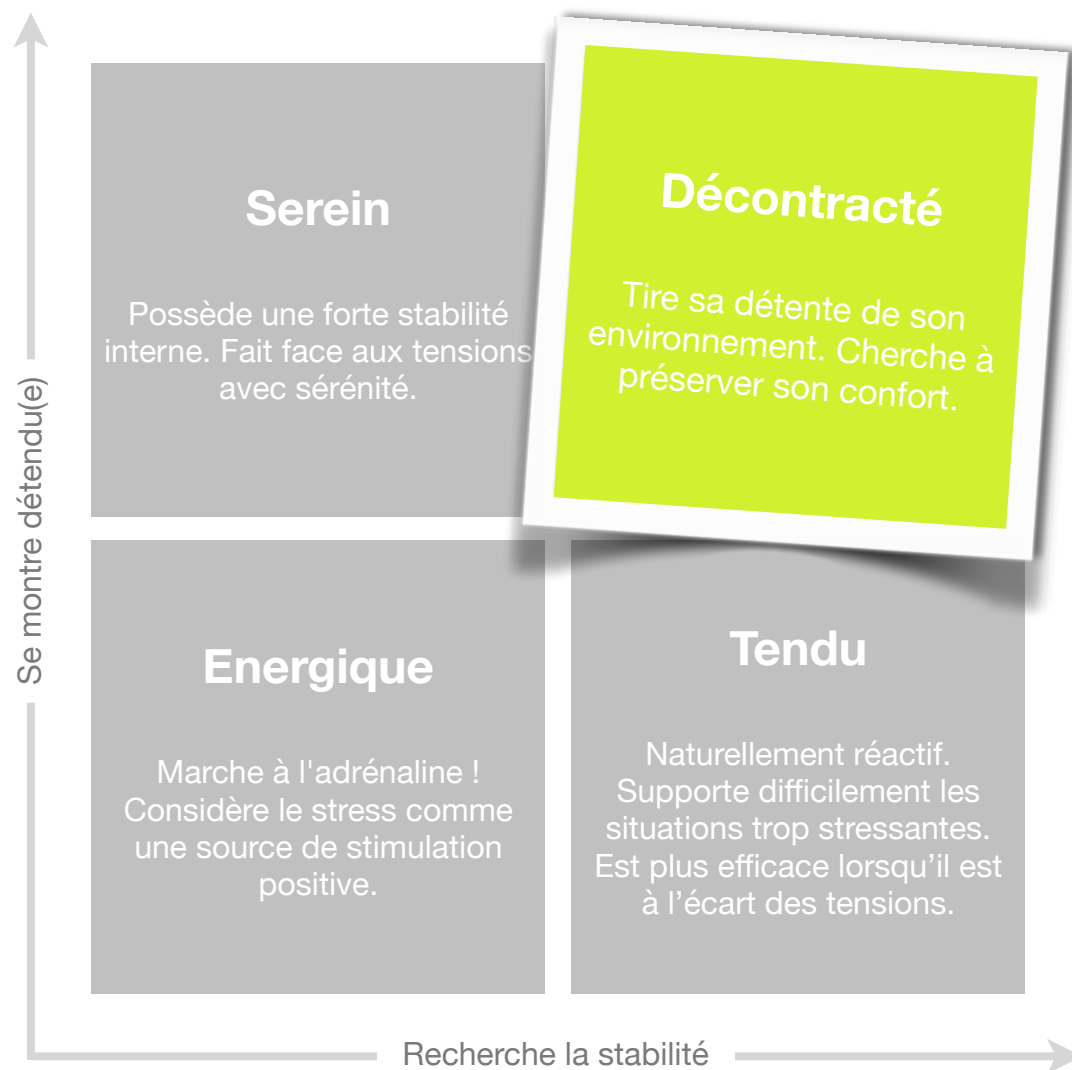 Se montre détendu(e)
Serein
Possède une forte stabilité
interne. Fait face aux tensions
avec sérénité.
Décontracté
Tire sa détente de son
environnement. Cherche à
préserver son confort.
Energique
Marche à l'adrénaline !
Considère le stress comme
une source de stimulation
positive.
Tendu
Naturellement réactif.
Supporte difficilement les
situations trop stressantes.
Est plus efficace lorsqu’il est
à l’écart des tensions.
Recherche la stabilité